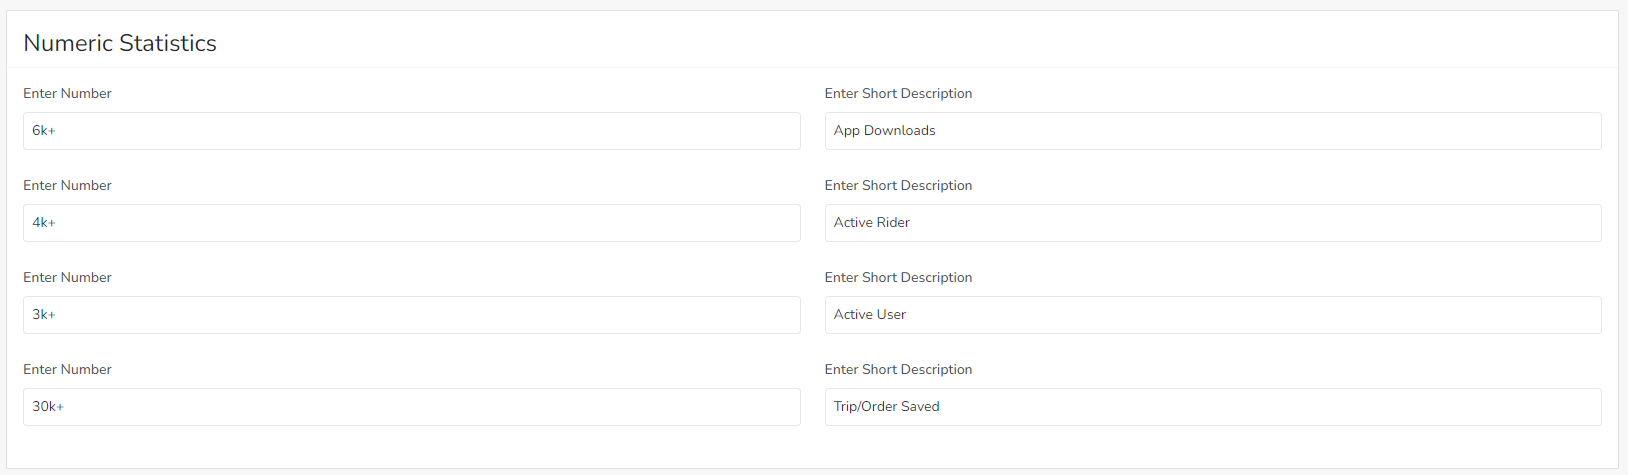 Numeric Statistics
Enter Number Enter Short Description
6k+ App Downloads
Enter Number Enter Short Description
4k+ Active Rider
Enter Number Enter Short Description
3k+ Active User
Enter Number Enter Short Description
30k+ Trip/Order Saved